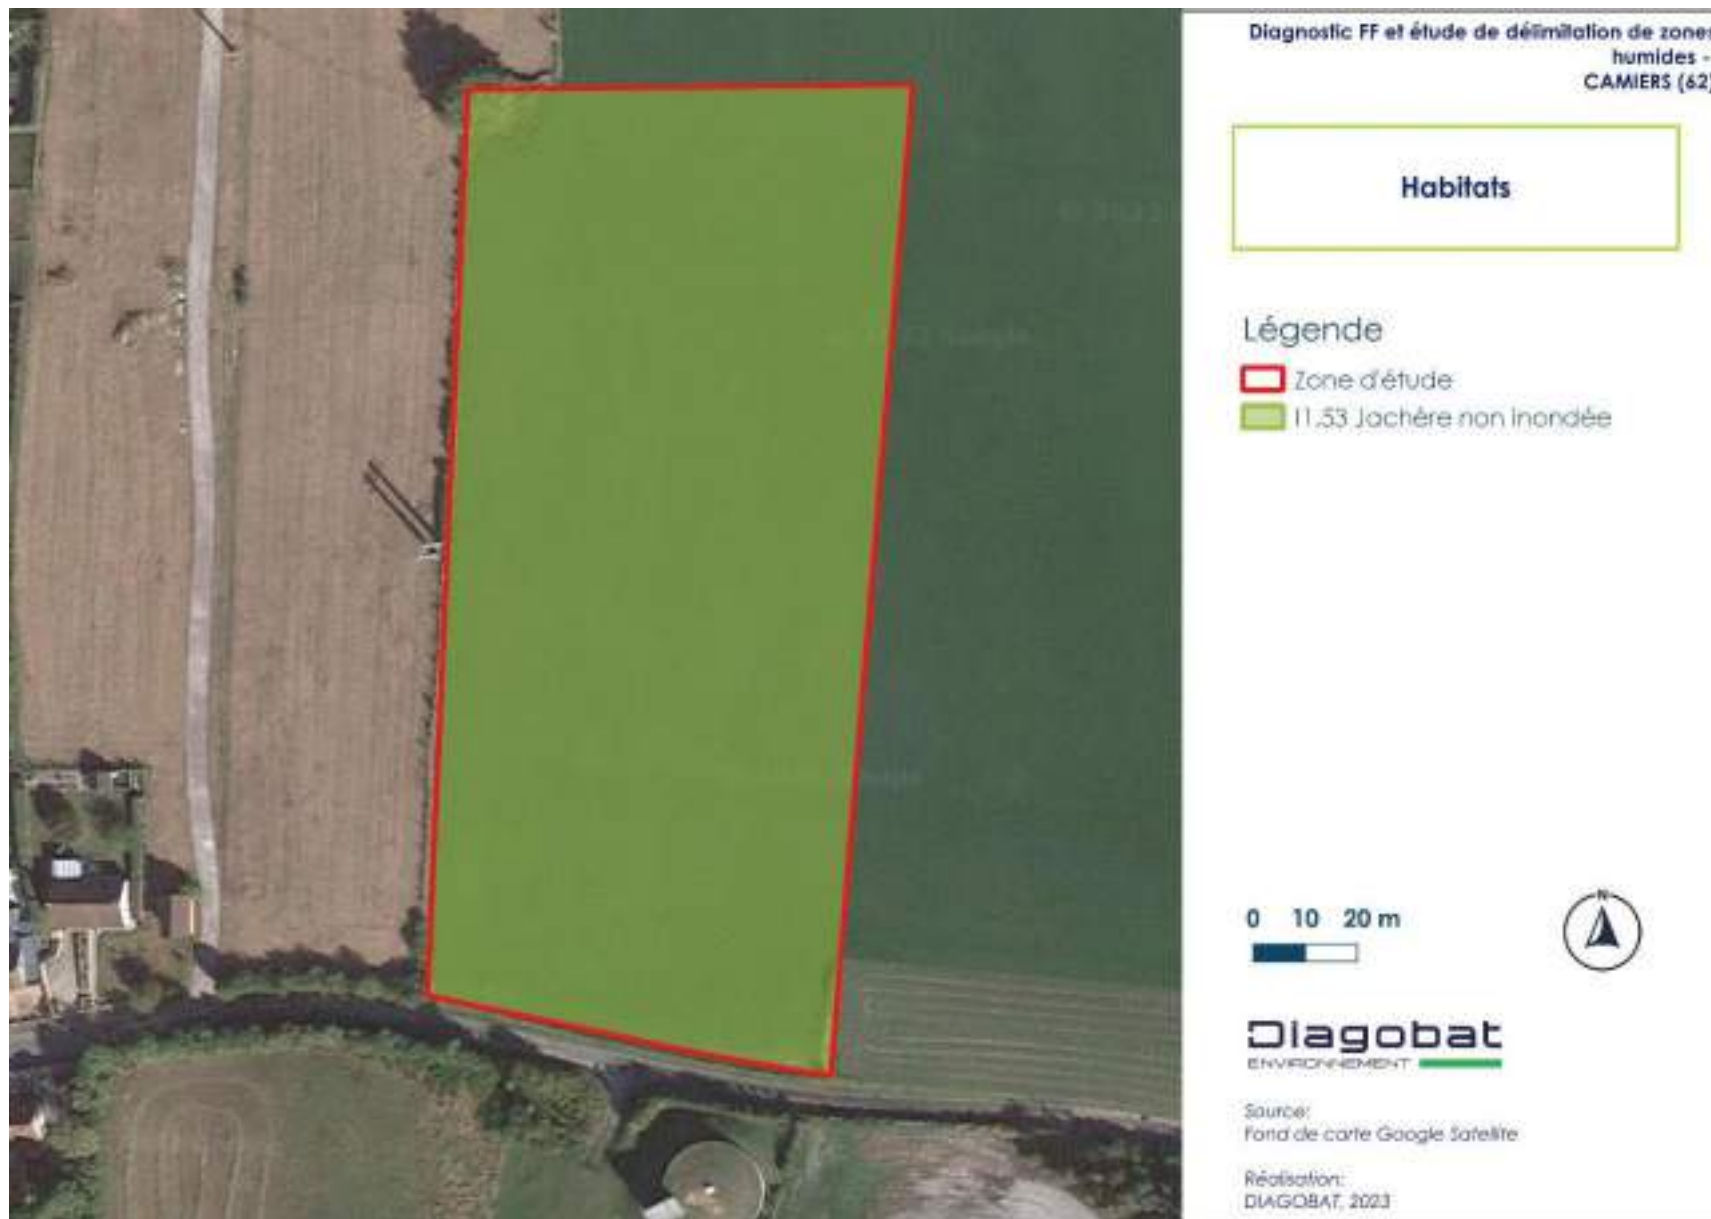 Diagnostic FF et étude de délimitation de zones
humides -
CAMIERS (62)
Habitats
Légende
Zone d'étude
I1.53 Jachère non inondée
0 10 20 m
N
Diagobat
ENVIRONNEMENT
Source:
Fond de carte Google Satellite
Réalisation:
DIAGOBAT, 2023